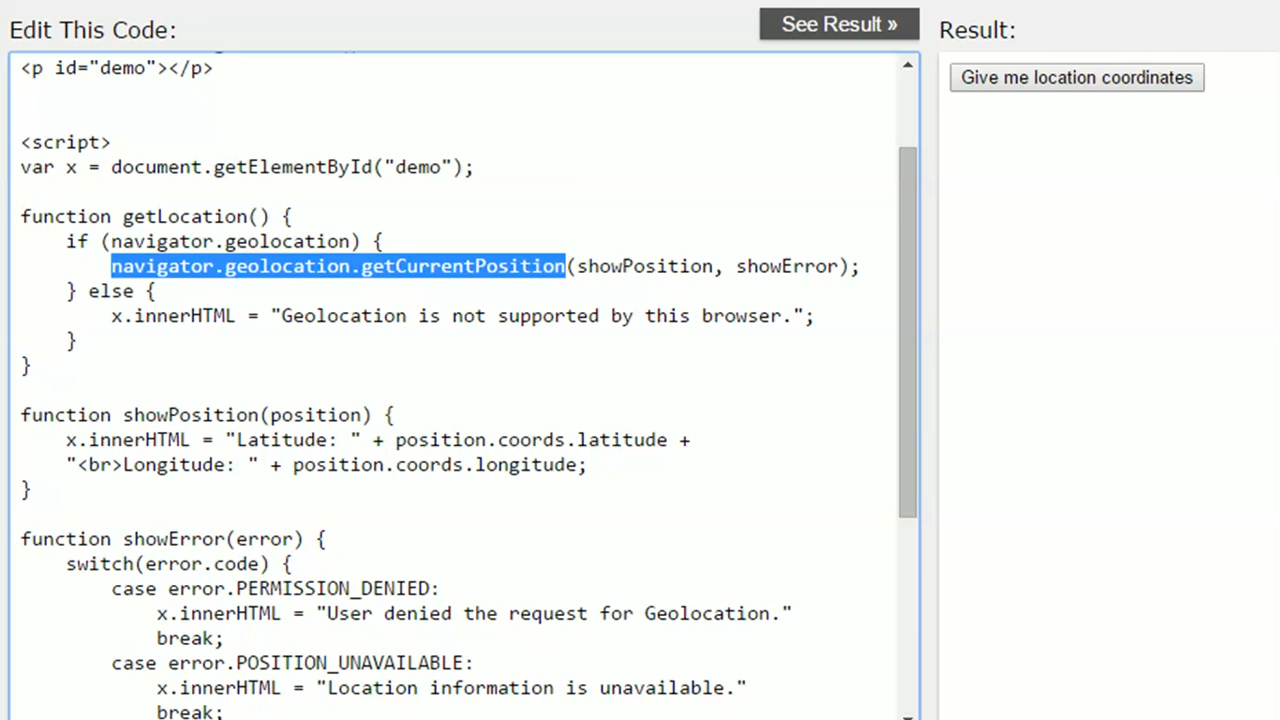 Edit This Code:
See Result »
Result:
<p id="demo"></p>
Give me location coordinates
<script>
var x = document.getElementById("demo");
function getLocation() {
    if (navigator.geolocation) {
        navigator.geolocation.getCurrentPosition(showPosition, showError);
    } else {
        x.innerHTML = "Geolocation is not supported by this browser.";
    }
}
function showPosition(position) {
    x.innerHTML = "Latitude: " + position.coords.latitude +
    "<br>Longitude: " + position.coords.longitude;
}
function showError(error) {
    switch(error.code) {
        case error.PERMISSION_DENIED:
            x.innerHTML = "User denied the request for Geolocation."
            break;
        case error.POSITION_UNAVAILABLE:
            x.innerHTML = "Location information is unavailable."
            break;